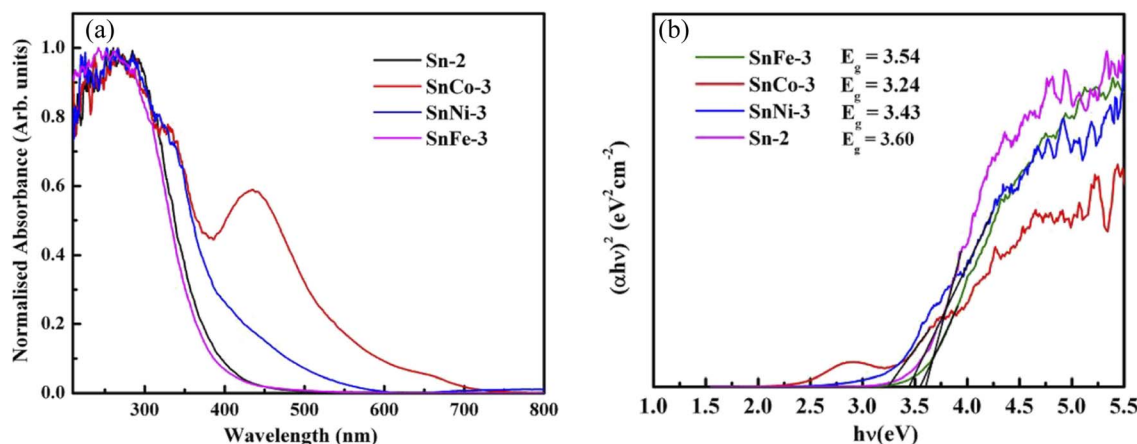 (a)
Normalised Absorbance (Arb. units)
1.0
0.8
0.6
0.4
0.2
0.0
Sn-2
SnCo-3
SnNi-3
SnFe-3
300 400 500 600 700 800
Wavelength (nm)
(b)
(αhν)² (eV²cm⁻²)
SnFe-3 E_g = 3.54
SnCo-3 E_g = 3.24
SnNi-3 E_g = 3.43
Sn-2 E_g = 3.60
1.0 1.5 2.0 2.5 3.0 3.5 4.0 4.5 5.0 5.5
hν(eV)